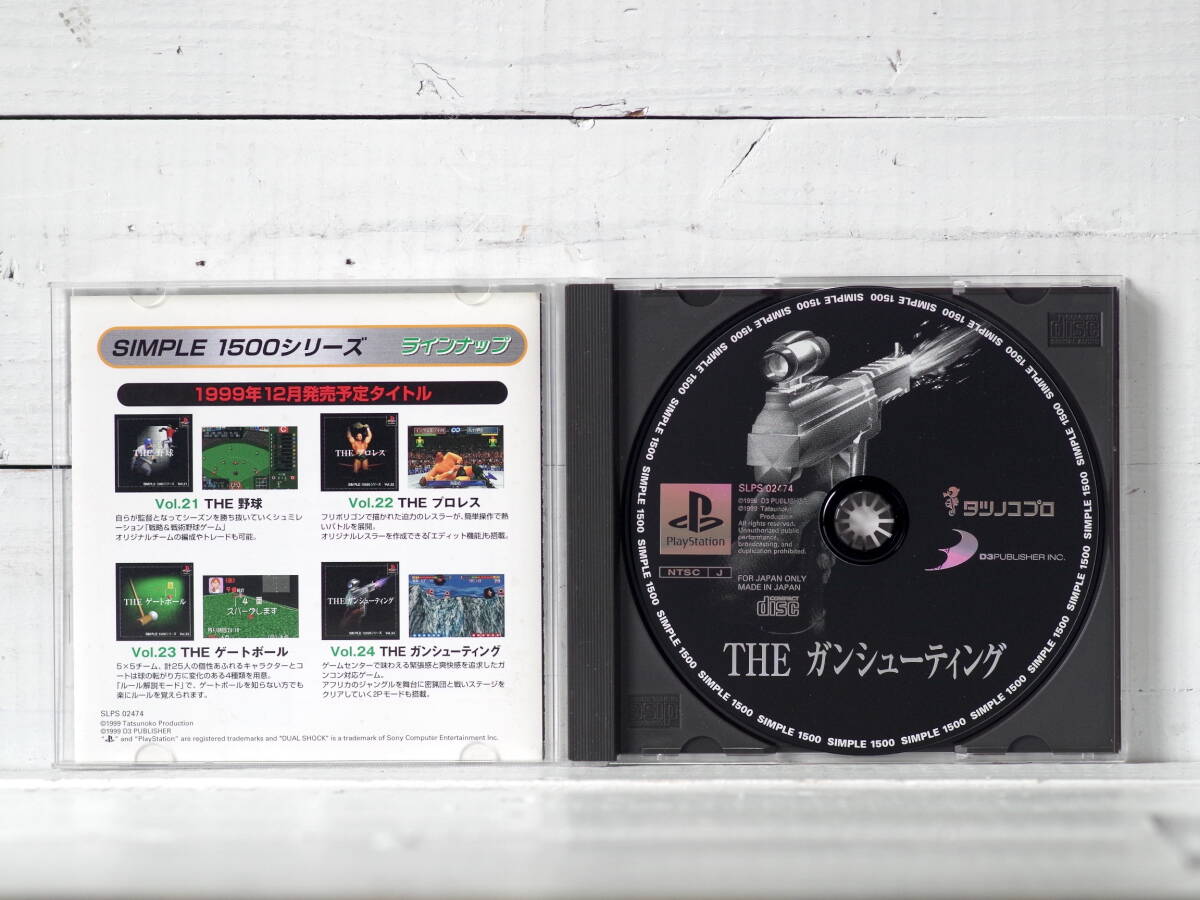 SIMPLE 1500シリーズ ラインナップ
1999年12月発売予定タイトル
THE 野球
THE プロレス
Vol.21 THE 野球
自らが監督となってシーズンを勝ち抜いていくシュミレ
ーション「戦略&戦術野球ゲーム」
オリジナルチームの編成やトレードも可能。
Vol.22 THE プロレス
フリポリゴンで描かれた迫力のレスラーが、簡単操作で熱
いバトルを展開。
オリジナルレスラーを作成できる「エディット機能」も搭載。
THE ゲートボール
スパークします
THE ガンシューティング
Vol.23 THE ゲートボール
5×5チーム、計25人の個性あふれるキャラクターとコ
ートは球の転がり方に変化のある4種類を用意。
「ルール解説モード」で、ゲートボールを知らない方でも
楽にルールを覚えられます。
Vol.24 THE ガンシューティング
ゲームセンターで味わえる緊張感と爽快感を追求したガ
ンコン対応ゲーム。
アフリカのジャングルを舞台に密猟団と戦いステージを
クリアしていく2Pモードも搭載。
SLPS 02474
©1999 Tatsunoko Production
©1999 D3 PUBLISHER
" " and "PlayStation" are registered trademarks and "DUAL SHOCK" is a trademark of Sony Computer Entertainment Inc.
SIMPLE 1500 SIMPLE 1500 SIMPLE 1500 SIMPLE 1500 SIMPLE 1500 SIMPLE 1500 SIMPLE 1500 SIMPLE 1500
PlayStation
NTSC J
SLPS 02474
©1999 D3 PUBLISHER
©1999 Tatsunoko
Production
All rights reserved.
Unauthorized public
performance,
broadcasting, and
duplication prohibited.
FOR JAPAN ONLY
MADE IN JAPAN
COMPACT
disc
タツノコプロ
D3PUBLISHER INC.
THE ガンシューティング